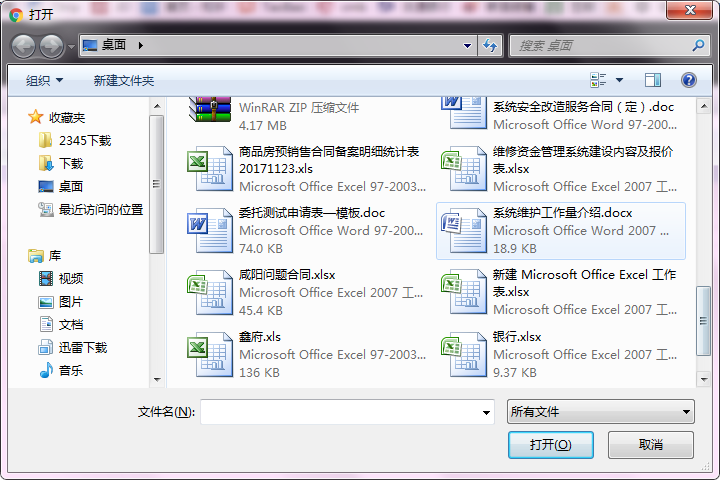 打开
桌面
搜索 桌面
组织
新建文件夹
收藏夹
2345下载
下载
桌面
最近访问的位置
库
视频
图片
文档
迅雷下载
音乐
WinRAR ZIP 压缩文件
4.17 MB
系统安全改造服务合同（定）.doc
Microsoft Office Word 97-200...
商品房预销售合同备案明细统计表
20171123.xls
Microsoft Office Excel 97-2003...
维修资金管理系统建设内容及报价
表.xlsx
Microsoft Office Excel 2007 工...
委托测试申请表—模板.doc
Microsoft Office Word 97-200...
74.0 KB
系统维护工作量介绍.docx
Microsoft Office Word 2007 ...
18.9 KB
咸阳问题合同.xlsx
Microsoft Office Excel 2007 工...
45.4 KB
新建 Microsoft Office Excel 工作
表.xlsx
Microsoft Office Excel 2007 工...
鑫府.xls
Microsoft Office Excel 97-2003...
136 KB
银行.xlsx
Microsoft Office Excel 2007 工...
9.37 KB
文件名(N):
所有文件
打开(O)
取消